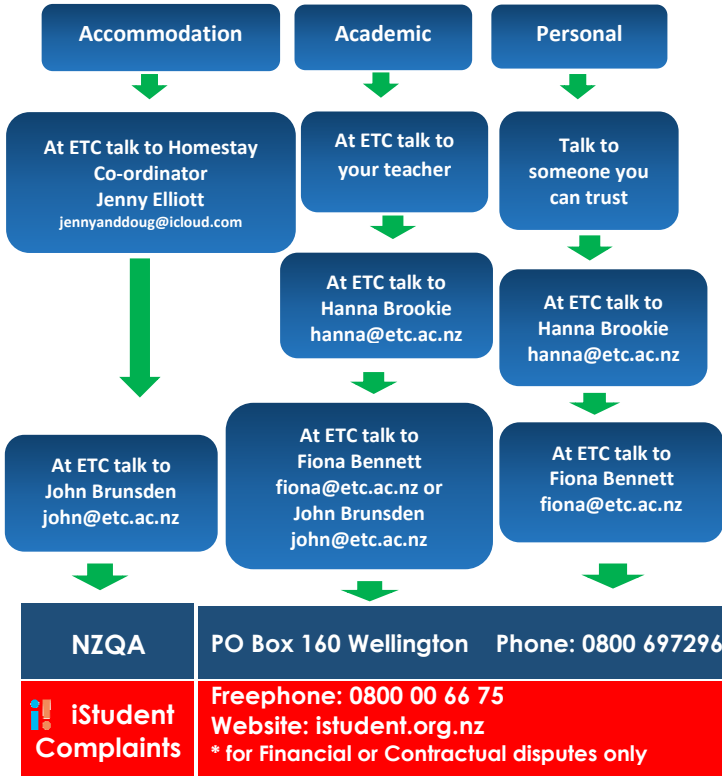 Accommodation
Academic
Personal
At ETC talk to Homestay
Co-ordinator
Jenny Elliott
jennyanddoug@icloud.com
At ETC talk to
your teacher
Talk to
someone you
can trust
At ETC talk to
Hanna Brookie
hanna@etc.ac.nz
At ETC talk to
Hanna Brookie
hanna@etc.ac.nz
At ETC talk to
John Brunsden
john@etc.ac.nz
At ETC talk to
Fiona Bennett
fiona@etc.ac.nz or
John Brunsden
john@etc.ac.nz
At ETC talk to
Fiona Bennett
fiona@etc.ac.nz
NZQA
PO Box 160 Wellington Phone: 0800 697296
i! iStudent
Complaints
Freephone: 0800 00 66 75
Website: istudent.org.nz
* for Financial or Contractual disputes only